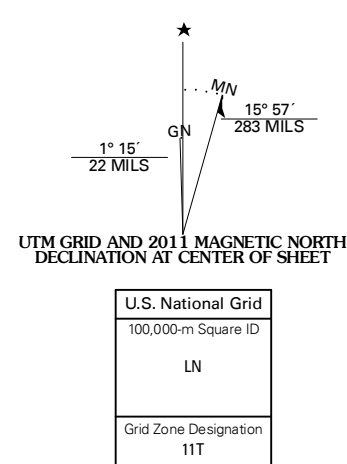 ★
MN
15° 57´
283 MILS
GN
1° 15´
22 MILS
UTM GRID AND 2011 MAGNETIC NORTH
DECLINATION AT CENTER OF SHEET
U.S. National Grid
100,000-m Square ID
LN
Grid Zone Designation
11T